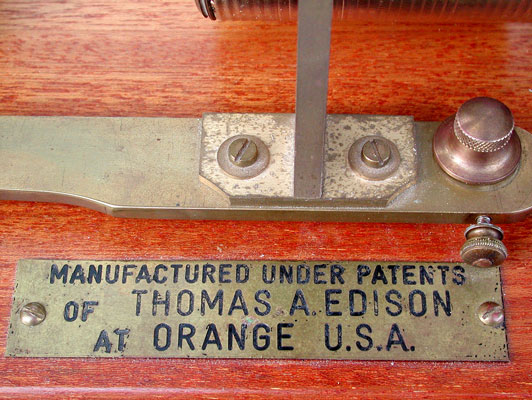 MANUFACTURED UNDER PATENTS
OF THOMAS A. EDISON
AT ORANGE U.S.A.